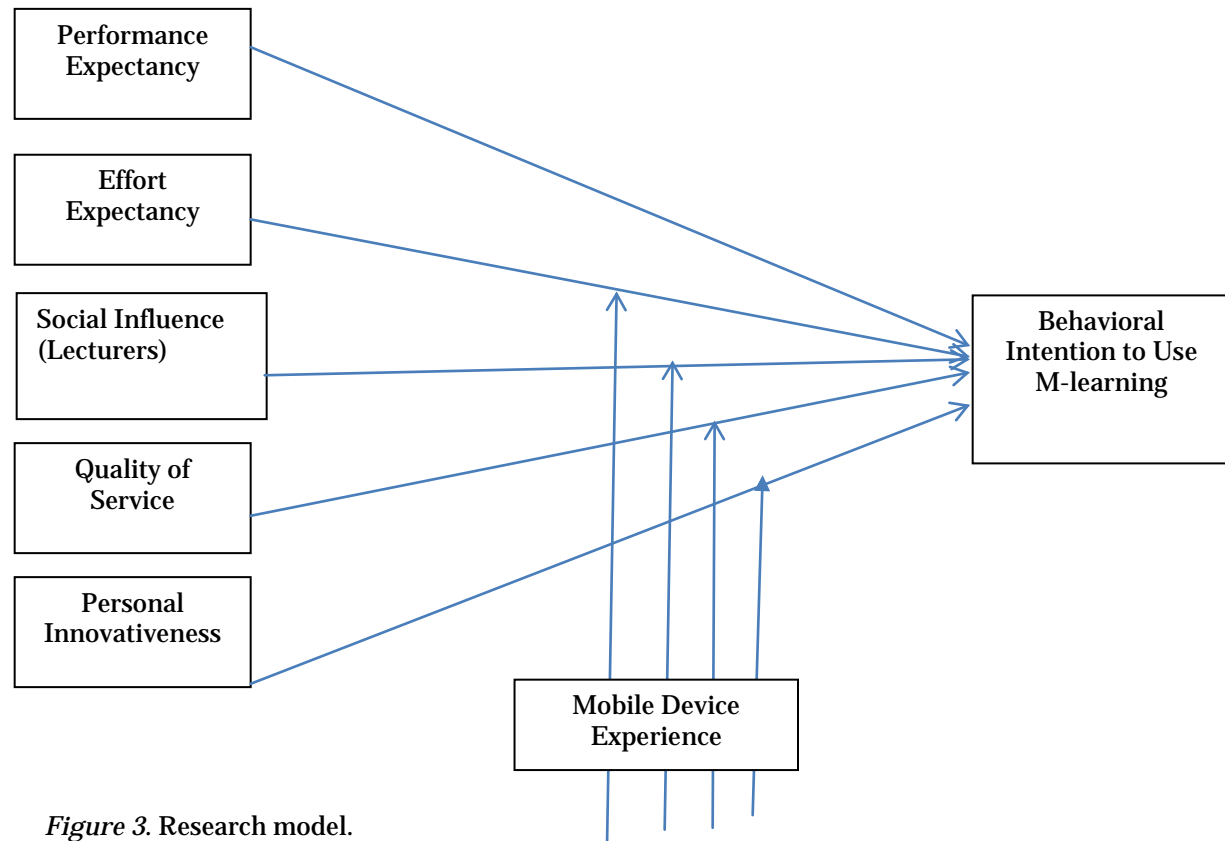 Performance
Expectancy
Effort
Expectancy
Social Influence
(Lecturers)
Behavioral
Intention to Use
M-learning
Quality of
Service
Personal
Innovativeness
Mobile Device
Experience
Figure 3. Research model.